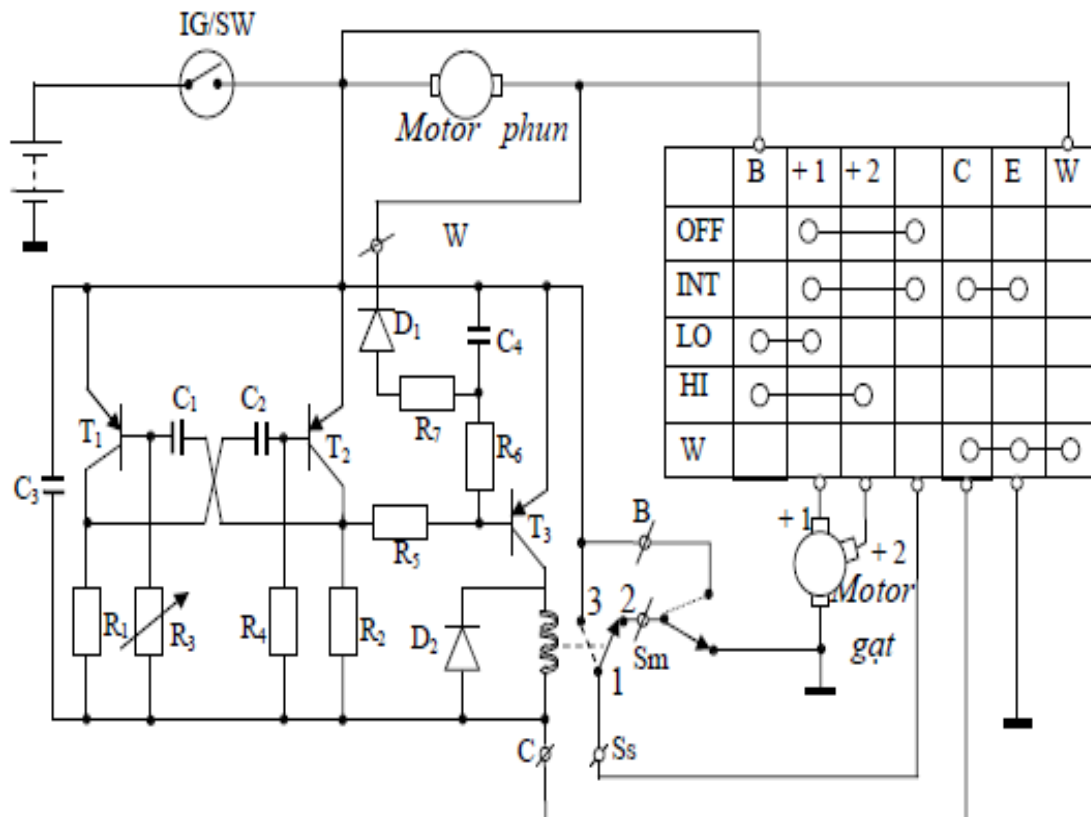 IG/SW
Motor phun
B +1 +2 C E W
OFF
INT
LO
HI
W
W
D₁
C₄
R₇
R₆
C₁
C₂
T₁
T₂
C₃
T₃
R₅
B
R₁
R₃
R₄
R₂
D₂
3
2
1
Sm
+1
+2
Motor
gạt
C
Ss